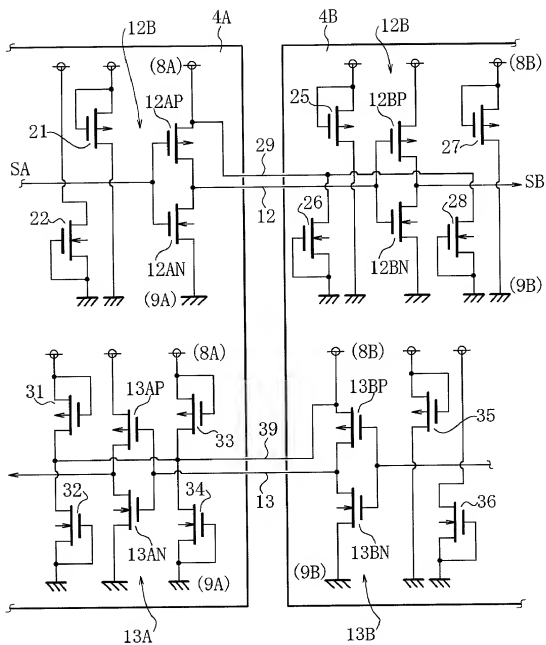 4A
4B
12B
12B
(8A)
(8B)
12AP
25
12BP
21
27
29
SA
SB
12
22
26
28
12AN
12BN
(9A)
(9B)
(8A)
(8B)
31
13AP
13BP
33
39
35
32
34
13
36
13AN
13BN
(9A)
(9B)
13A
13B